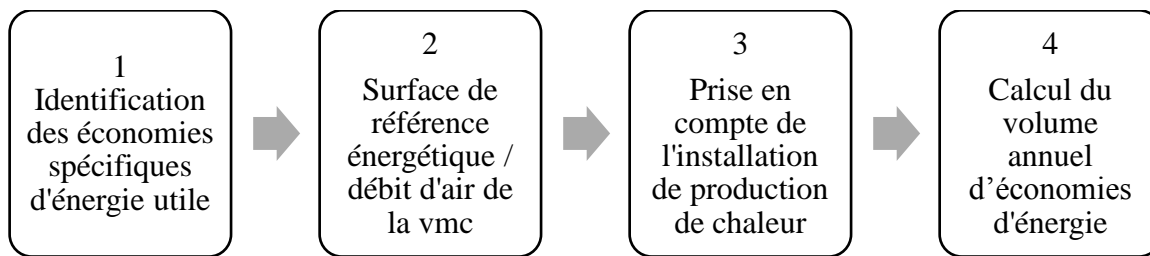 1
Identification
des économies
spécifiques
d'énergie utile
2
Surface de
référence
énergétique /
débit d'air de
la vmc
3
Prise en
compte de
l'installation
de production
de chaleur
4
Calcul du
volume
annuel
d’économies
d'énergie